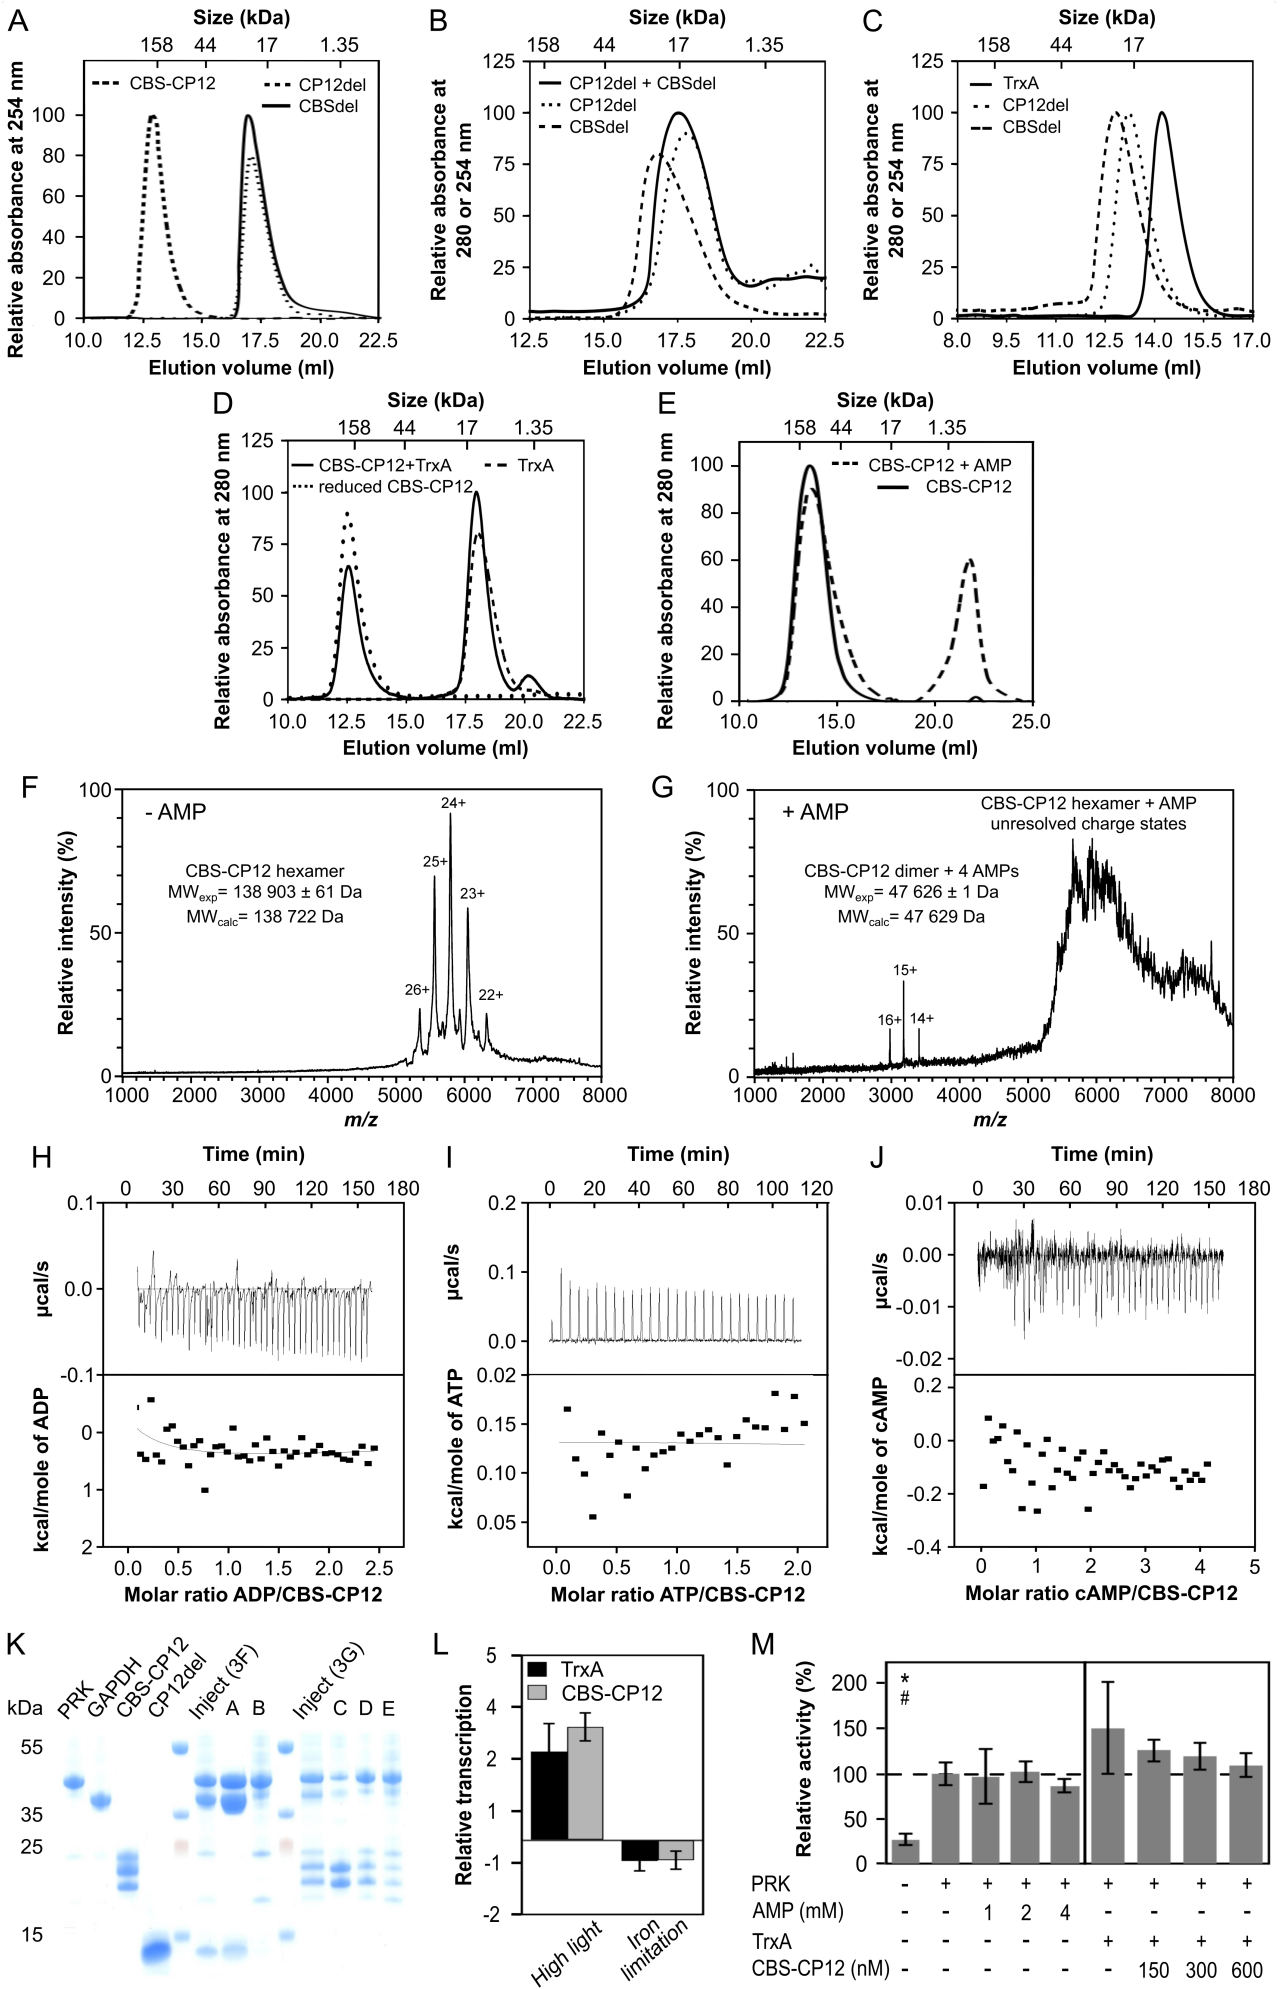 A
Size (kDa)
158 44 17 1.35
CBS-CP12
CP12del
CBSdel
Relative absorbance at 254 nm
100
80
60
40
20
0
10.0 12.5 15.0 17.5 20.0 22.5
Elution volume (ml)
B
Size (kDa)
158 44 17 1.35
CP12del + CBSdel
CP12del
CBSdel
Relative absorbance at
280 or 254 nm
125
100
75
50
25
0
12.5 15.0 17.5 20.0 22.5
Elution volume (ml)
C
Size (kDa)
158 44 17
TrxA
CP12del
CBSdel
Relative absorbance at
280 or 254 nm
125
100
75
50
25
0
8.0 9.5 11.0 12.5 14.0 15.5 17.0
Elution volume (ml)
D
Size (kDa)
158 44 17 1.35
CBS-CP12+TrxA
TrxA
reduced CBS-CP12
Relative absorbance at 280 nm
125
100
75
50
25
0
10.0 12.5 15.0 17.5 20.0 22.5
Elution volume (ml)
E
Size (kDa)
158 44 17 1.35
CBS-CP12 + AMP
CBS-CP12
Relative absorbance at 280 nm
100
80
60
40
20
0
10.0 15.0 20.0 25.0
Elution volume (ml)
F
- AMP
CBS-CP12 hexamer
MWexp= 138 903 ± 61 Da
MWcalc= 138 722 Da
26+ 25+ 24+ 23+ 22+
Relative intensity (%)
100
50
0
1000 2000 3000 4000 5000 6000 7000 8000
m/z
G
+ AMP
CBS-CP12 hexamer + AMP
unresolved charge states
CBS-CP12 dimer + 4 AMPs
MWexp= 47 626 ± 1 Da
MWcalc= 47 629 Da
16+ 15+ 14+
Relative intensity (%)
100
50
0
1000 2000 3000 4000 5000 6000 7000 8000
m/z
H
Time (min)
0 30 60 90 120 150 180
µcal/s
0.1
0.0
-0.1
kcal/mole of ADP
0
1
2
0.0 0.5 1.0 1.5 2.0 2.5
Molar ratio ADP/CBS-CP12
I
Time (min)
0 20 40 60 80 100 120
µcal/s
0.2
0.1
0.0
kcal/mole of ATP
0.02
0.15
0.10
0.05
0.0 0.5 1.0 1.5 2.0
Molar ratio ATP/CBS-CP12
J
Time (min)
0 30 60 90 120 150 180
µcal/s
0.01
0.00
-0.01
-0.02
kcal/mole of cAMP
0.2
0.0
-0.2
-0.4
0 1 2 3 4 5
Molar ratio cAMP/CBS-CP12
K
PRK GAPDH CBS-CP12 CP12del Inject (3F) A B Inject (3G) C D E
kDa
55
35
25
15
L
TrxA
CBS-CP12
Relative transcription
5
4
2
1
-1
-2
High light
Iron
limitation
M
Relative activity (%)
200
150
100
50
0
*
#
PRK - + + + + + + + +
AMP (mM) - - 1 2 4 - - - -
TrxA - - - - - + + + +
CBS-CP12 (nM) - - - - - - 150 300 600